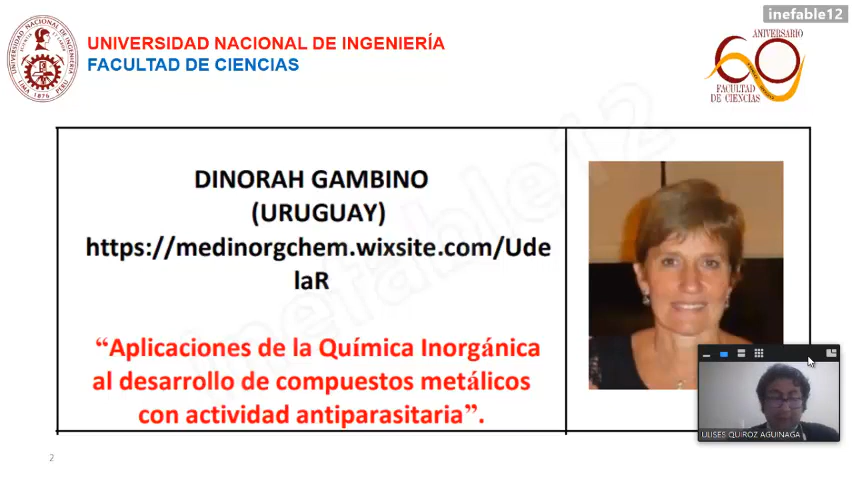 inefable12
UNIVERSIDAD NACIONAL DE INGENIERÍA
FACULTAD DE CIENCIAS
ANIVERSARIO
FACULTAD
DE CIENCIAS
DINORAH GAMBINO
(URUGUAY)
https://medinorgchem.wixsite.com/Ude
laR
“Aplicaciones de la Química Inorgánica
al desarrollo de compuestos metálicos
con actividad antiparasitaria”.
inefable12
ULISES QUIROZ AGUINAGA
2